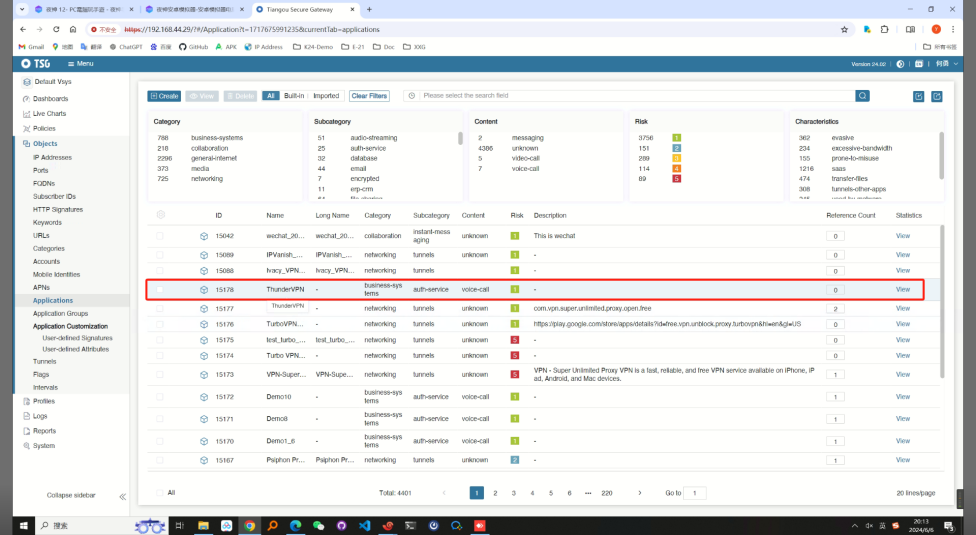 Tiangou Secure Gateway
不安全 https://192.168.44.29/?#/Application?t=1717675991235&currentTab=applications
Gmail 地图 翻译 ChatGPT 百度 GitHub APK IP Address K24-Demo E-21 Doc XXG 所有书签
TSG Menu Version 24.02
Default Vsys
Dashboards
Live Charts
Policies
Objects
IP Addresses
Ports
FQDNs
Subscriber IDs
HTTP Signatures
Keywords
URLs
Categories
Accounts
Mobile Identities
APNs
Applications
Application Groups
Application Customization
User-defined Signatures
User-defined Attributes
Tunnels
Flags
Intervals
Profiles
Logs
Reports
System
Collapse sidebar
Create View Delete All Built-in Imported Clear Filters Please select the search field
Category
788 business-systems
218 collaboration
2296 general-internet
373 media
725 networking
Subcategory
51 audio-streaming
25 auth-service
32 database
44 email
7 encrypted
11 erp-crm
Content
2 messaging
4386 unknown
5 video-call
7 voice-call
Risk
3756 1
151 2
289 3
114 4
89 5
Characteristics
362 evasive
234 excessive-bandwidth
155 prone-to-misuse
1216 saas
474 transfer-files
308 tunnels-other-apps
ID Name Long Name Category Subcategory Content Risk Description Reference Count Statistics
15042 wechat_20... wechat_20... collaboration instant-mess aging unknown 1 This is wechat 0 View
15089 IPVanish_... IPVanish_... networking tunnels unknown 1 - 0 View
15088 Ivacy_VPN... Ivacy_VPN... networking tunnels unknown 1 - 0 View
15178 ThunderVPN - business-sys tems auth-service voice-call 1 - 0 View
ThunderVPN
15177 - networking tunnels unknown 1 com.vpn.super.unlimited.proxy.open.free 2 View
15176 TurboVPN... - networking tunnels unknown 1 https://play.google.com/store/apps/details?id=free.vpn.unblock.proxy.turbovpn&hl=en&gl=US 0 View
15175 test_turbo_... test_turbo_... networking tunnels unknown 5 - 0 View
15174 Turbo VPN... - networking tunnels unknown 5 - 0 View
15173 VPN-Super... VPN-Supe... networking tunnels unknown 5 VPN - Super Unlimited Proxy VPN is a fast, reliable, and free VPN service available on iPhone, iP
ad, Android, and Mac devices. 1 View
15172 Demo10 - business-sys tems auth-service voice-call 1 - 1 View
15171 Demo8 - business-sys tems auth-service voice-call 1 - 1 View
15170 Demo1_6 - business-sys tems auth-service voice-call 1 - 1 View
15167 Psiphon Pr... Psiphon Pr... networking tunnels unknown 2 - 1 View
All Total: 4401 1 2 3 4 5 6 ••• 220 Go to 1 20 lines/page
搜索
英
20:13
2024/6/6